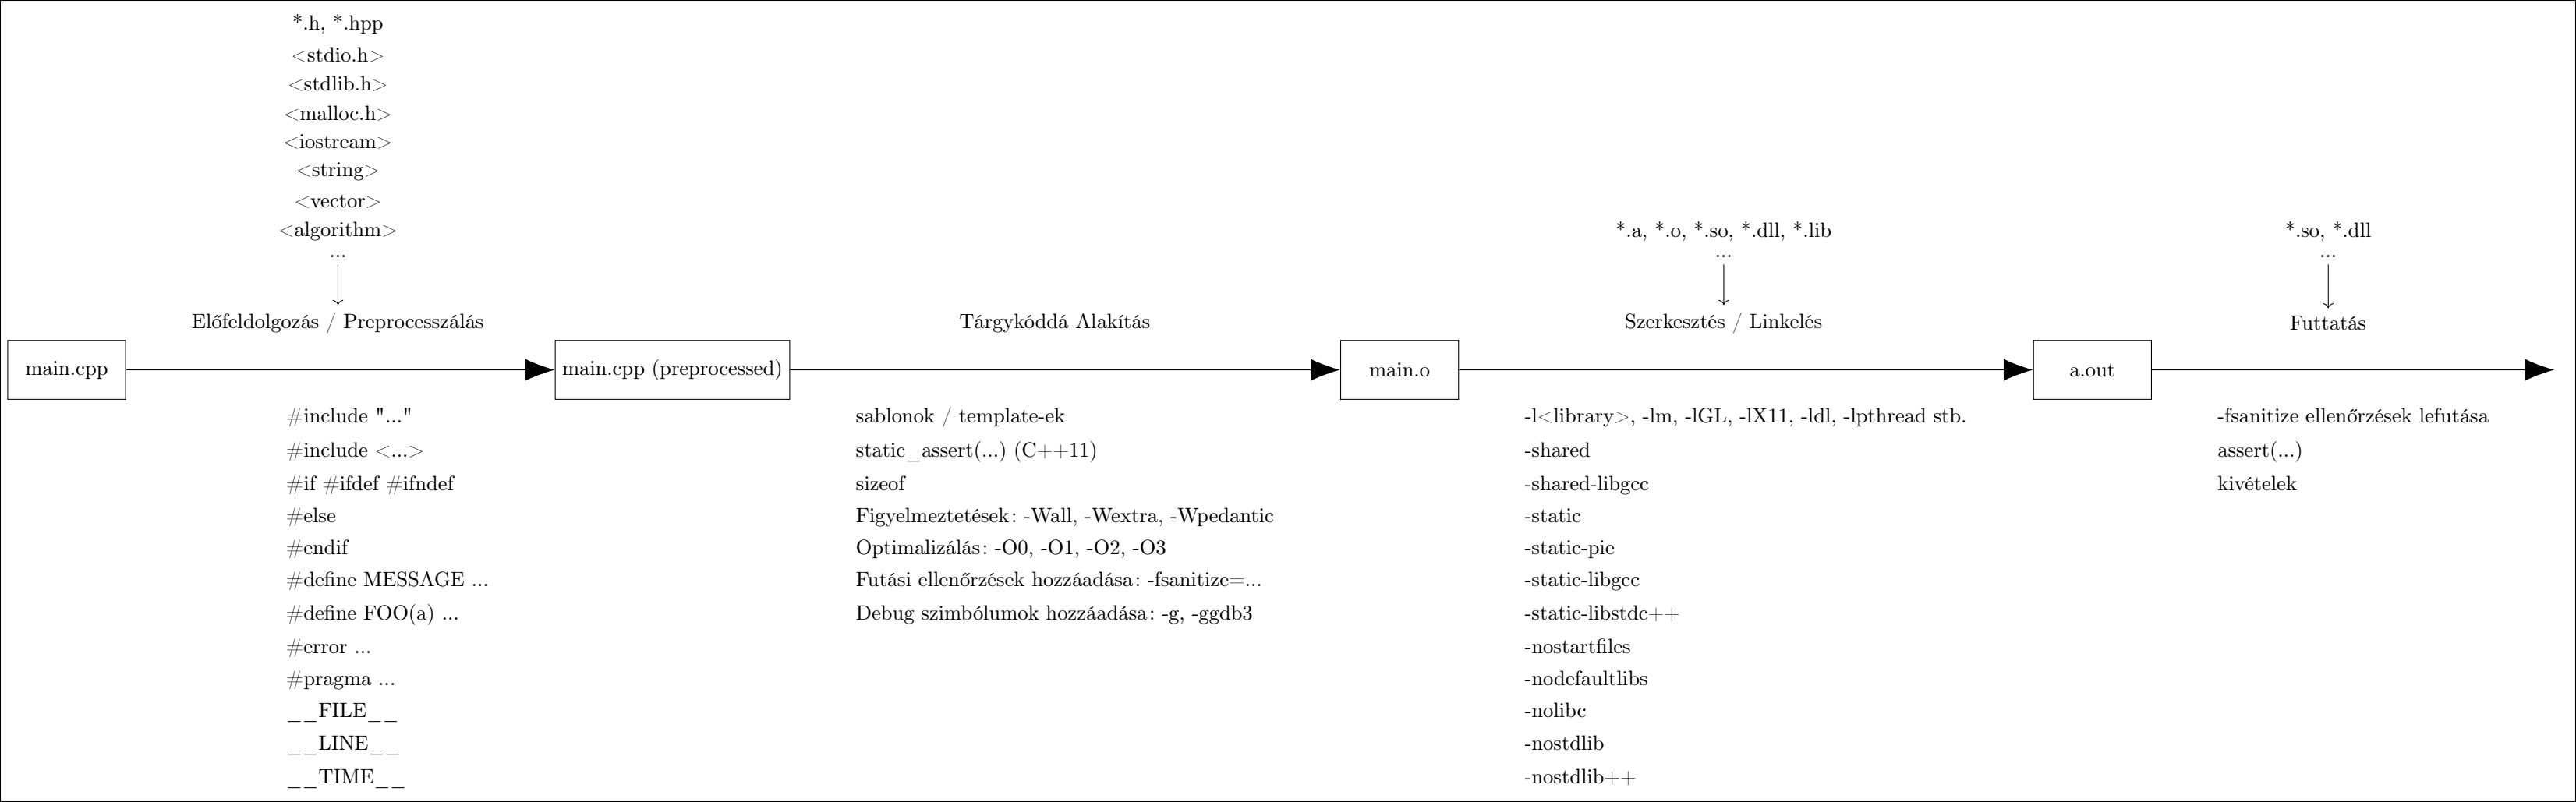 *.h, *.hpp
<stdio.h>
<stdlib.h>
<malloc.h>
<iostream>
<string>
<vector>
<algorithm>
...
Előfeldolgozás / Preprocesszálás
main.cpp
#include "..."
#include <...>
#if #ifdef #ifndef
#else
#endif
#define MESSAGE ...
#define FOO(a) ...
#error ...
#pragma ...
__FILE__
__LINE__
__TIME__
main.cpp (preprocessed)
Tárgykóddá Alakítás
sablonok / template-ek
static_assert(...) (C++11)
sizeof
Figyelmeztetések: -Wall, -Wextra, -Wpedantic
Optimalizálás: -O0, -O1, -O2, -O3
Futási ellenőrzések hozzáadása: -fsanitize=...
Debug szimbólumok hozzáadása: -g, -ggdb3
main.o
*.a, *.o, *.so, *.dll, *.lib
...
Szerkesztés / Linkelés
-l<library>, -lm, -lGL, -lX11, -ldl, -lpthread stb.
-shared
-shared-libgcc
-static
-static-pie
-static-libgcc
-static-libstdc++
-nostartfiles
-nodefaultlibs
-nolibc
-nostdlib
-nostdlib++
a.out
*.so, *.dll
...
Futtatás
-fsanitize ellenőrzések lefutása
assert(...)
kivételek